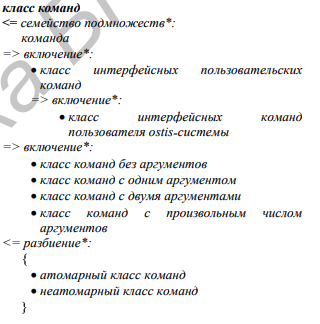 класс команд
<= семейство подмножеств*:
команда
=> включение*:
• класс интерфейсных пользовательских
команд
=> включение*:
• класс интерфейсных команд
пользователя ostis-системы
=> включение*:
• класс команд без аргументов
• класс команд с одним аргументом
• класс команд с двумя аргументами
• класс команд с произвольным числом
аргументов
<= разбиение*:
{
• атомарный класс команд
• неатомарный класс команд
}